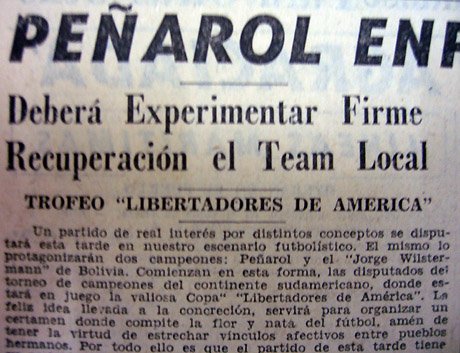 PEÑAROL ENF
Deberá Experimentar Firme
Recuperación el Team Local
TROFEO "LIBERTADORES DE AMERICA"
Un partido de real interés por distintos conceptos se dispu-
tará esta tarde en nuestro escenario futbolístico. El mismo lo
protagonizarán dos campeones: Peñarol y el "Jorge Wilster-
mann" de Bolivia. Comienzan en esta forma, las disputados del
torneo de campeones del continente sudamericano, donde es-
tará en juego la valiosa Copa" "Libertadores de América". La
feliz idea llevada a la concreción, servirá para organizar un
certamen donde compite la flor y nata del fútbol, amén de
tener la virtud de estrechar vínculos afectivos entre pueblos
hermanos. Por todo ello es que el partido de esta tarde tiene